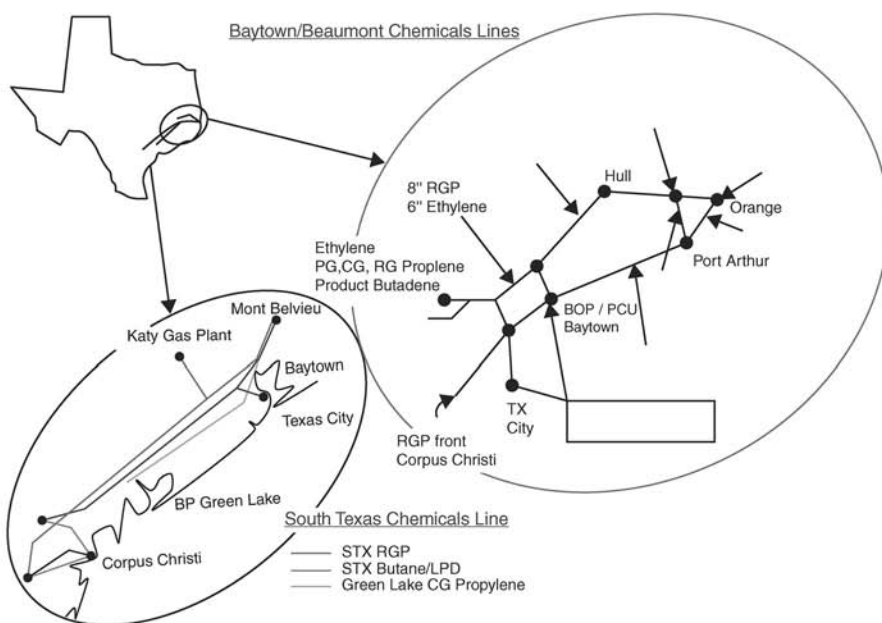 Baytown/Beaumont Chemicals Lines
Hull
8" RGP
6" Ethylene
Orange
Ethylene
PG,CG, RG Proplene
Product Butadene
Port Arthur
BOP / PCU
Baytown
Mont Belvieu
Katy Gas Plant
Baytown
Texas City
TX
City
RGP front
Corpus Christi
BP Green Lake
South Texas Chemicals Line
Corpus Christi
STX RGP
STX Butane/LPD
Green Lake CG Propylene